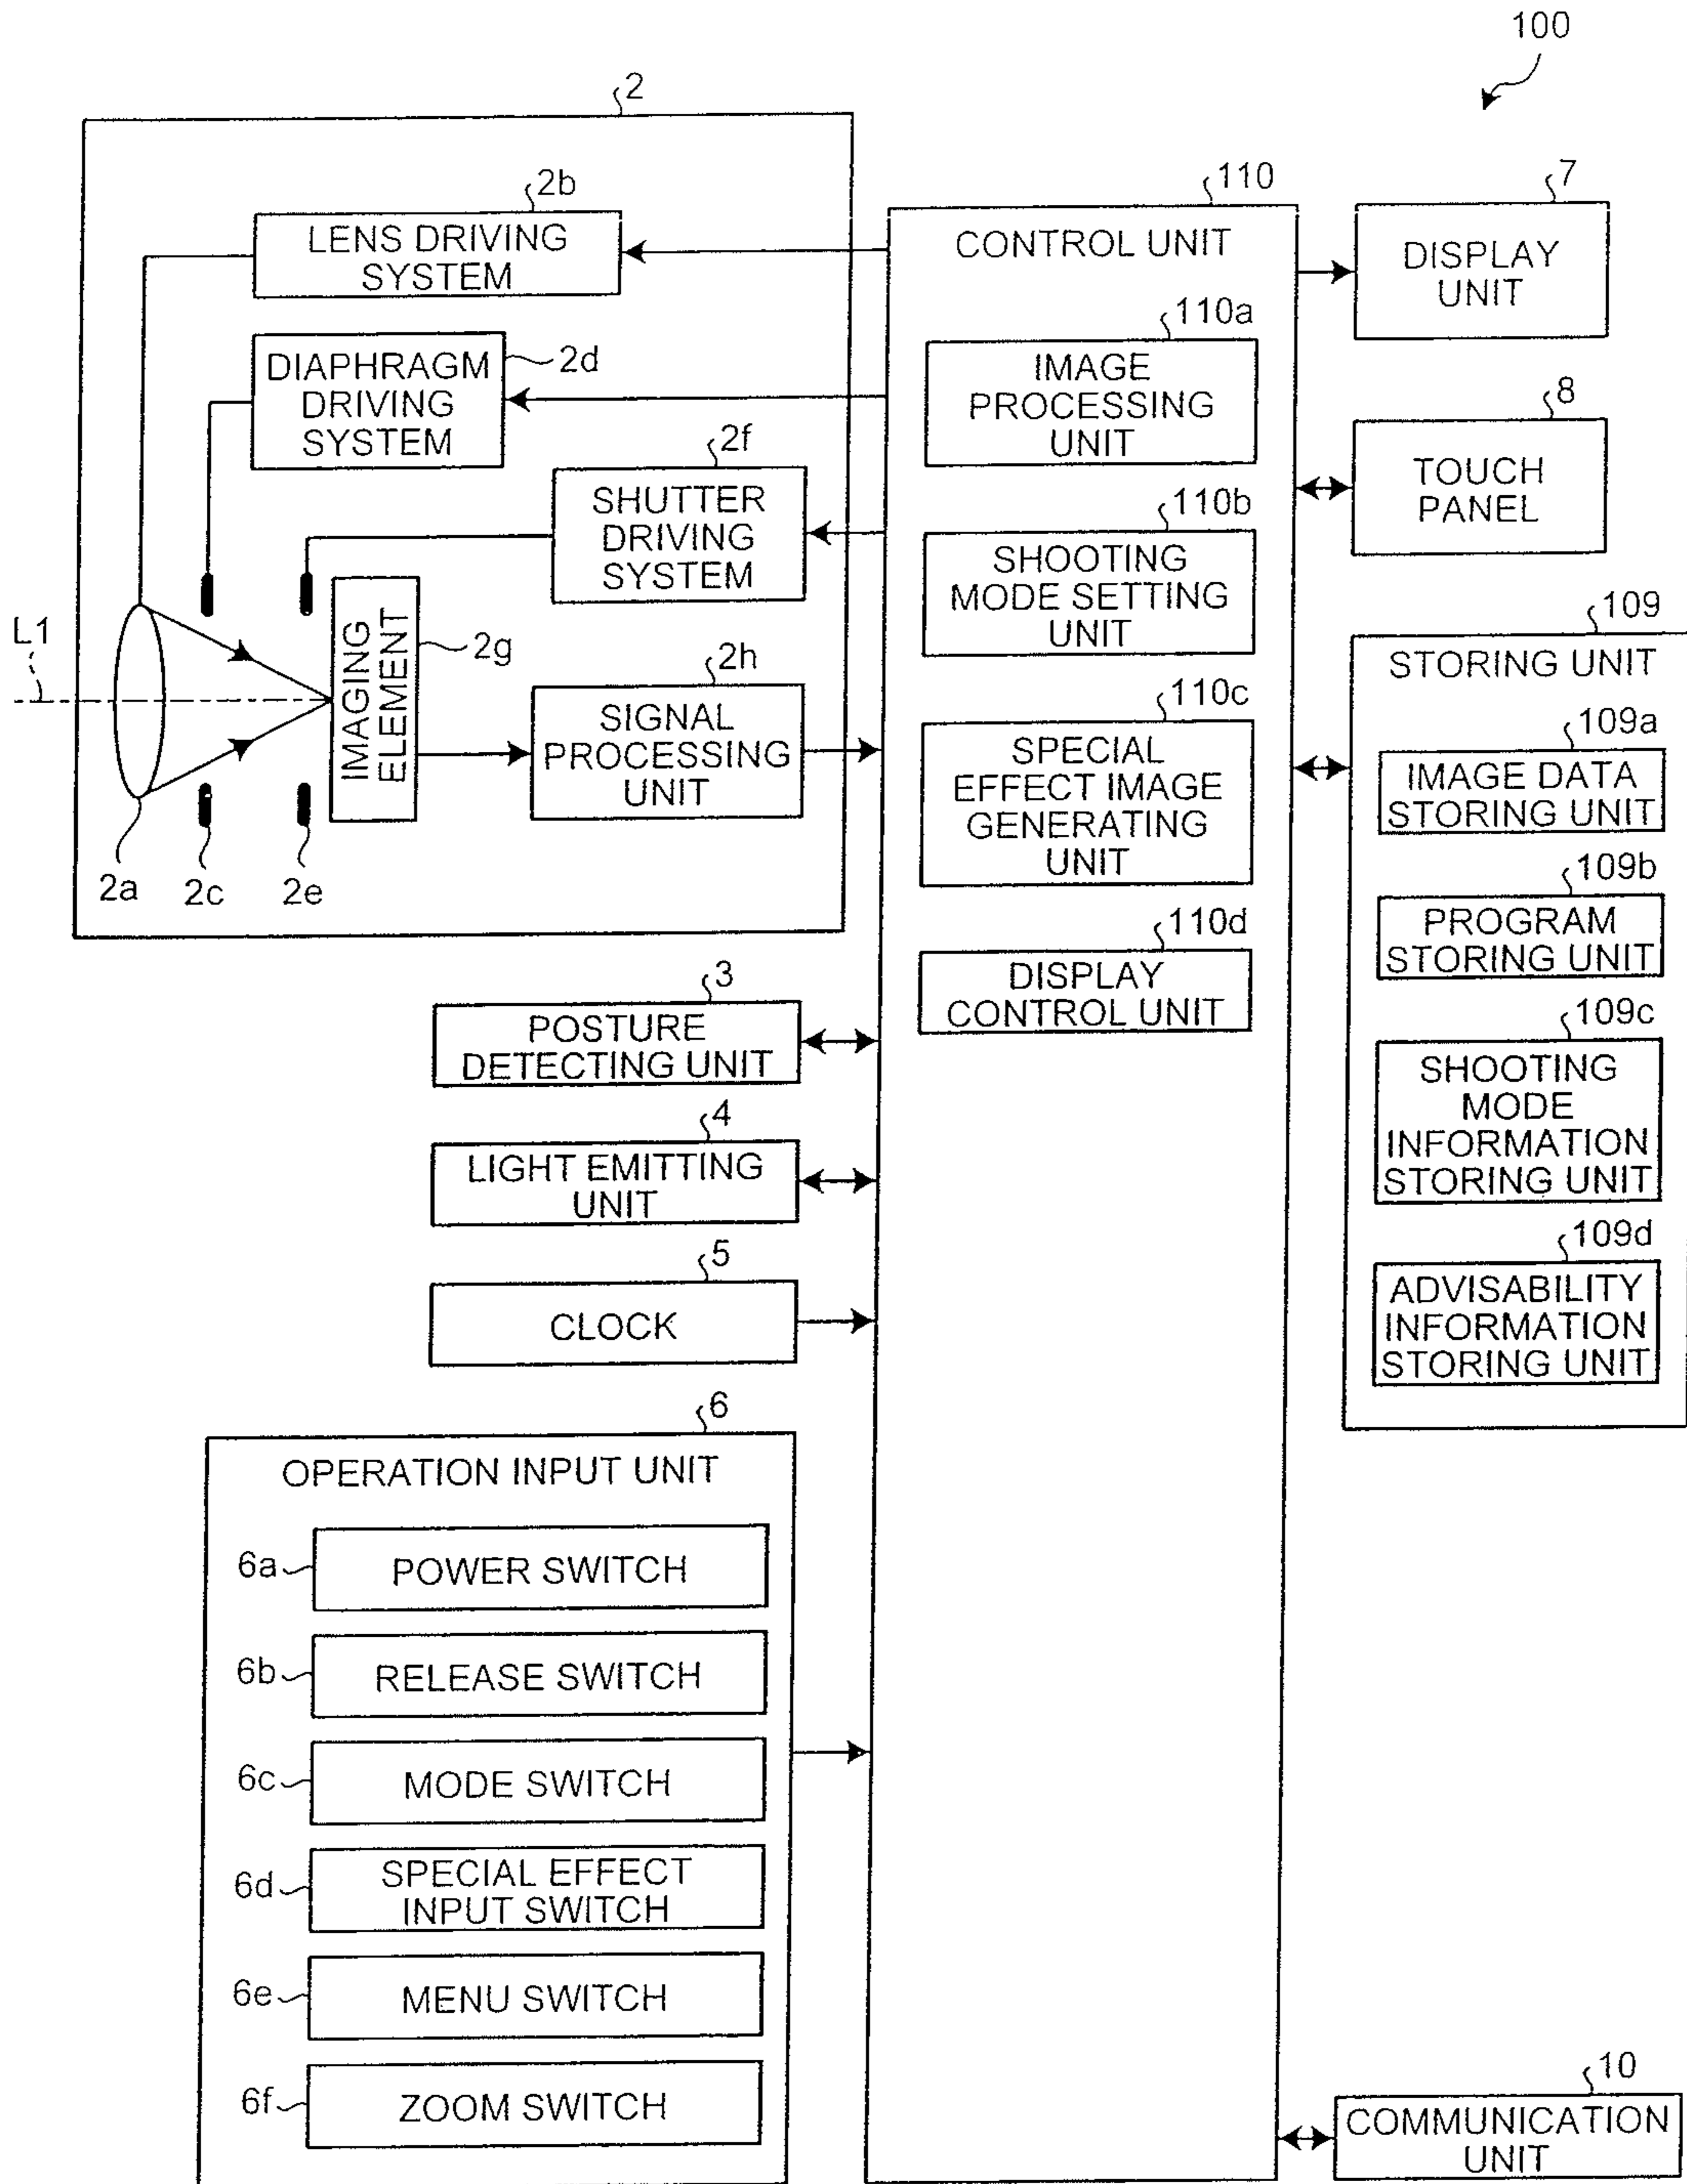 100
2
2b
LENS DRIVING
SYSTEM
DIAPHRAGM
DRIVING
SYSTEM
2d
2f
SHUTTER
DRIVING
SYSTEM
L1
IMAGING
ELEMENT
2g
2h
SIGNAL
PROCESSING
UNIT
2a
2c
2e
3
POSTURE
DETECTING UNIT
4
LIGHT EMITTING
UNIT
5
CLOCK
6
OPERATION INPUT UNIT
6a
POWER SWITCH
6b
RELEASE SWITCH
6c
MODE SWITCH
6d
SPECIAL EFFECT
INPUT SWITCH
6e
MENU SWITCH
6f
ZOOM SWITCH
110
CONTROL UNIT
110a
IMAGE
PROCESSING
UNIT
110b
SHOOTING
MODE SETTING
UNIT
110c
SPECIAL
EFFECT IMAGE
GENERATING
UNIT
110d
DISPLAY
CONTROL UNIT
7
DISPLAY
UNIT
8
TOUCH
PANEL
109
STORING UNIT
109a
IMAGE DATA
STORING UNIT
109b
PROGRAM
STORING UNIT
109c
SHOOTING
MODE
INFORMATION
STORING UNIT
109d
ADVISABILITY
INFORMATION
STORING UNIT
10
COMMUNICATION
UNIT